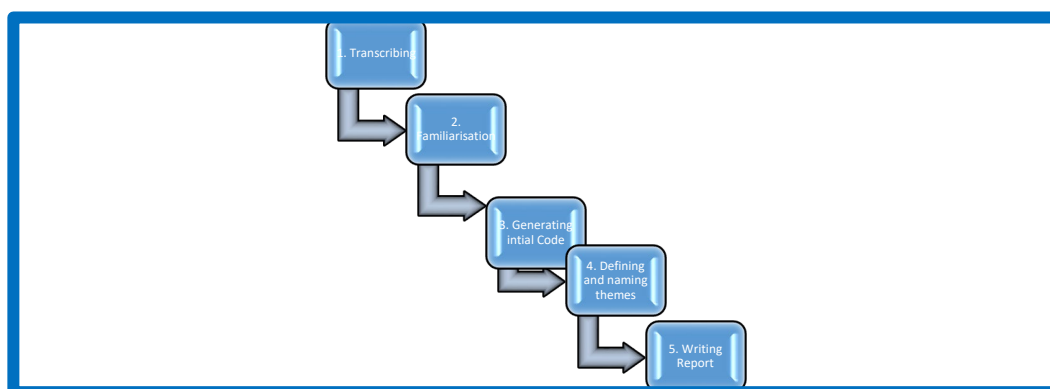 1. Transcribing
2.
Familiarisation
3. Generating
intial Code
4. Defining
and naming
themes
5. Writing
Report